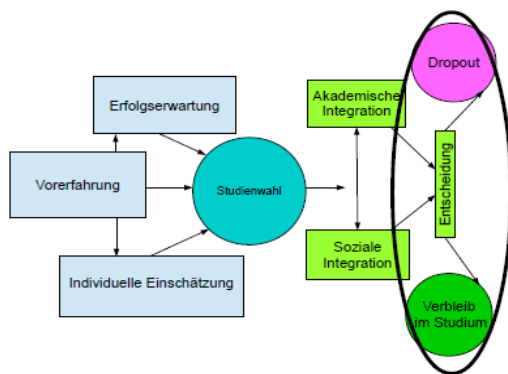 Dropout
Erfolgserwartung
Akademische
Integration
Vorerfahrung
Studienwahl
Entscheidung
Soziale
Integration
Individuelle Einschätzung
Verbleib
im Studium